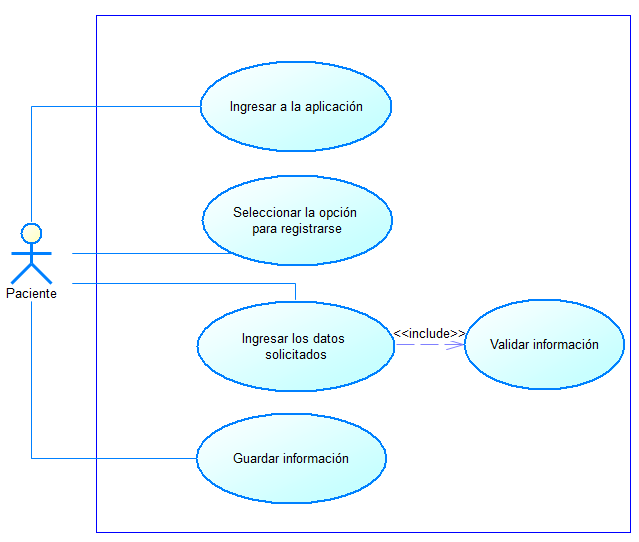 Ingresar a la aplicación
Seleccionar la opción
para registrarse
Paciente
Ingresar los datos
solicitados
<<include>>
Validar información
Guardar información